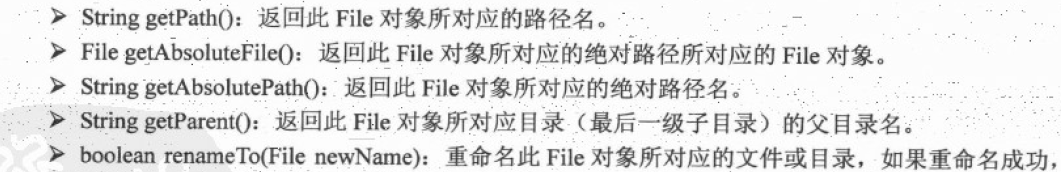 ➤ String getPath()：返回此 File 对象所对应的路径名。
➤ File getAbsoluteFile()：返回此 File 对象所对应的绝对路径所对应的 File 对象。
➤ String getAbsolutePath()：返回此 File 对象所对应的绝对路径名。
➤ String getParent()：返回此 File 对象所对应目录（最后一级子目录）的父目录名。
➤ boolean renameTo(File newName)：重命名此 File 对象所对应的文件或目录，如果重命名成功，